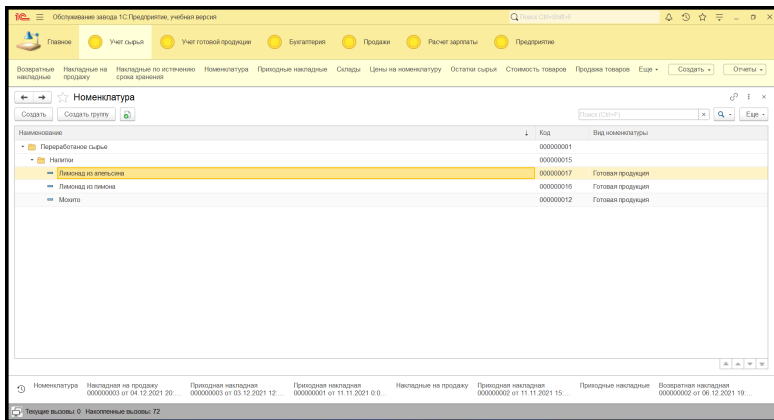 1С Обслуживание завода 1С:Предприятие, учебная версия Поиск Ctrl+Shift+F
Главное Учет сырья Учет готовой продукции Бухгалтерия Продажи Расчет зарплаты Предприятие
Возвратные накладные Накладные на продажу Накладные по истечению срока хранения Номенклатура Приходные накладные Склады Цены на номенклатуру Остатки сырья Стоимость товаров Продажа товаров Еще Создать Отчеты
Номенклатура
Создать Создать группу Поиск (Ctrl+F) × Еще
Наименование ↓ Код Вид номенклатуры
Переработаное сырье 000000001
Напитки 000000015
Лимонад из апельсина 000000017 Готовая продукция
Лимонад из лимона 000000016 Готовая продукция
Мохито 000000012 Готовая продукция
Номенклатура Накладная на продажу 000000003 от 04.12.2021 20:... Приходная накладная 000000003 от 03.12.2021 12:... Приходная накладная 000000001 от 11.11.2021 0:0... Накладные на продажу Приходная накладная 000000002 от 11.11.2021 15:... Приходные накладные Возвратная накладная 000000002 от 06.12.2021 19:...
Текущие вызовы: 0 Накопленные вызовы: 72